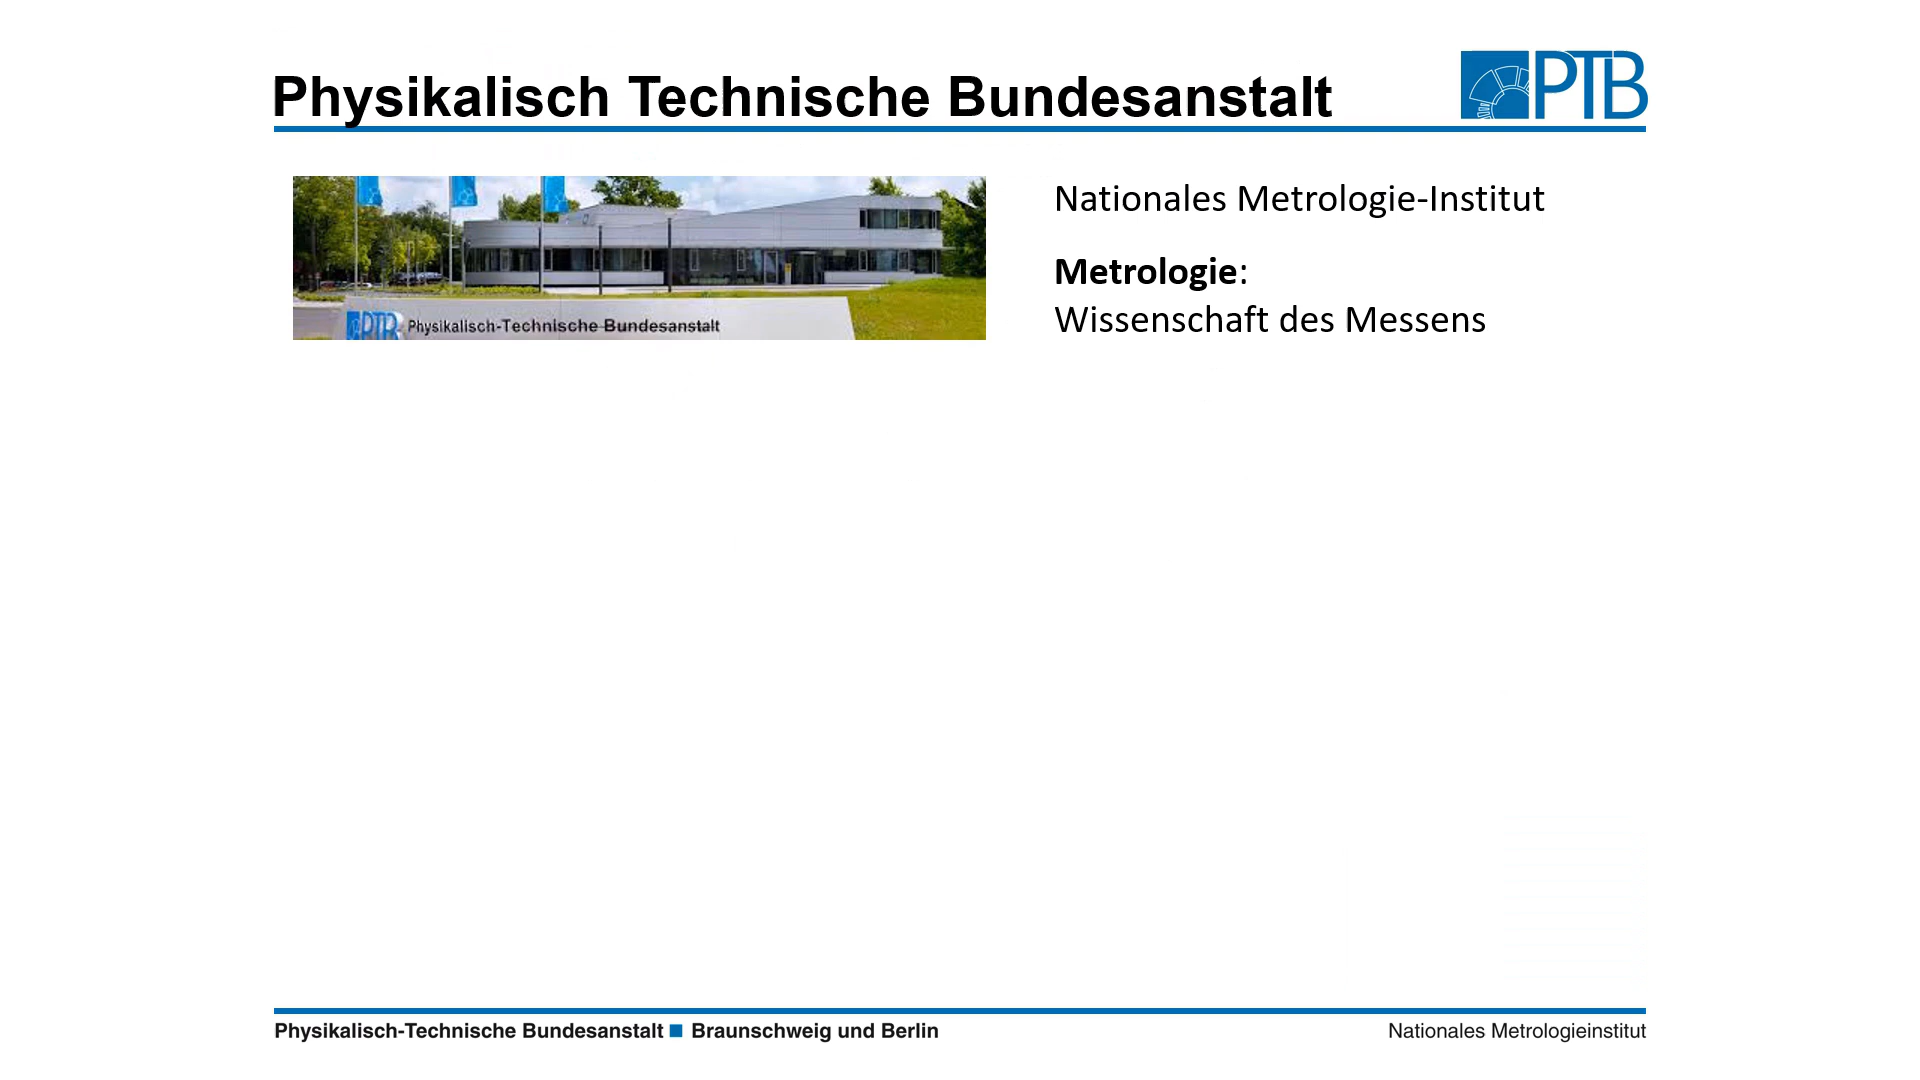 Physikalisch Technische Bundesanstalt
PTB
Nationales Metrologie-Institut
Metrologie:
Wissenschaft des Messens
PTB Physikalisch-Technische Bundesanstalt
Physikalisch-Technische Bundesanstalt ■ Braunschweig und Berlin
Nationales Metrologieinstitut